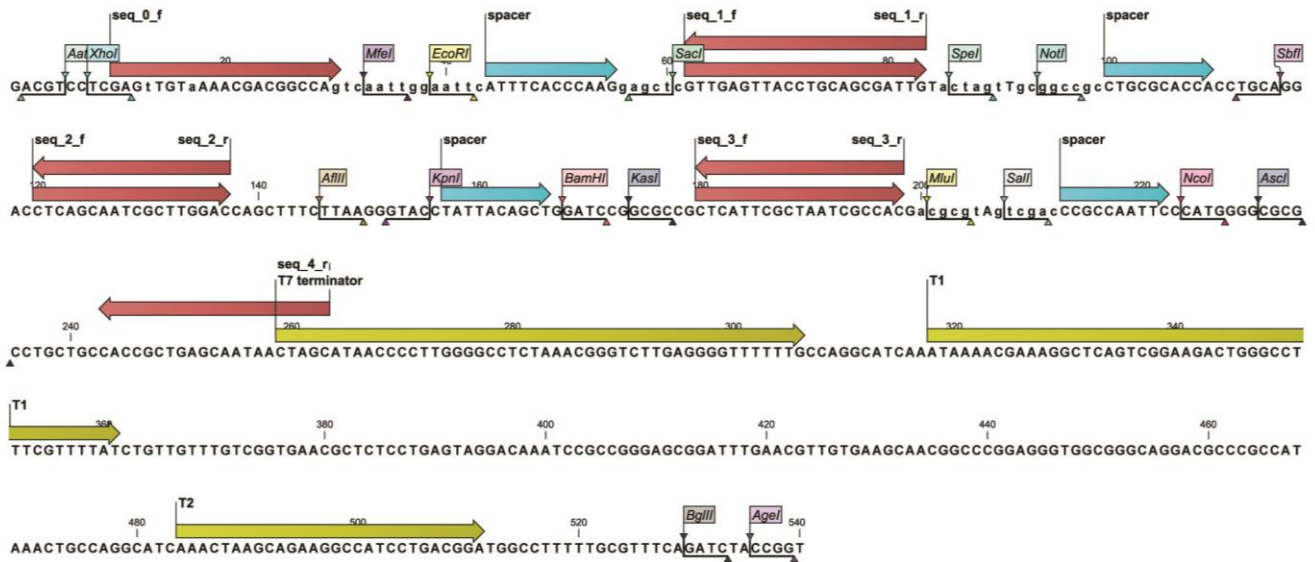 seq_0_f spacer seq_1_f seq_1_r spacer
Aat XhoI MfeI EcoRI SacI SpeI NotI SbfI
20 40 60 80 100
GACGTCCTCGAGtTGTaAAACGACGGCCAGtcaattggaattcATTTCACCCAAGgagctcGTTGAGTTACCTGCAGCGATTGTactagtTgcggccgcCTGCGCACCACCTGCAGG
seq_2_f seq_2_r spacer seq_3_f seq_3_r spacer
AflII KpnI BamHI KasI MluI SalI NcoI AscI
120 140 160 180 200 220
ACCTCAGCAATCGCTTGGACCAGCTTTCTTAAGGGTACCTATTACAGCTGGATCCGGCGCCGCTCATTCGCTAATCGCCACGacgcgtAgtcgacCCGCCAATTCCCATGGGGCGCG
seq_4_r
T7 terminator T1
240 260 280 300 320 340
CCTGCTGCCACCGCTGAGCAATAACTAGCATAACCCCTTGGGGCCTCTAAACGGGTCTTGAGGGGTTTTTTGCCAGGCATCAAATAAAACGAAAGGCTCAGTCGGAAGACTGGGCCT
T1
360 380 400 420 440 460
TTCGTTTTATCTGTTGTTTGTCGGTGAACGCTCTCCTGAGTAGGACAAATCCGCCGGGAGCGGATTTGAACGTTGTGAAGCAACGGCCCGGAGGGTGGCGGGCAGGACGCCCGCCAT
T2 BglII AgeI
480 500 520 540
AAACTGCCAGGCATCAAACTAAGCAGAAGGCCATCCTGACGGATGGCCTTTTTGCGTTTCAGATCTACCGGT